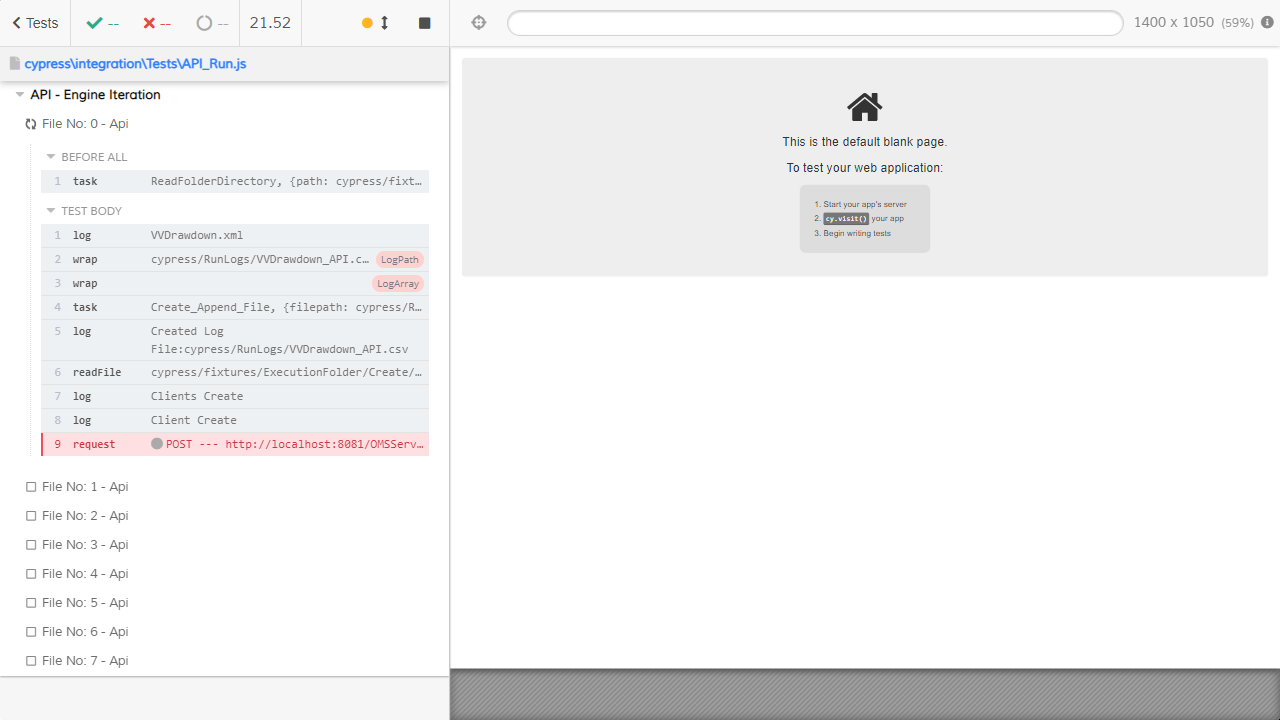 Tests -- -- -- 21.52 1400 x 1050 (59%)
cypress\integration\Tests\API_Run.js
API - Engine Iteration
File No: 0 - Api
BEFORE ALL
1 task ReadFolderDirectory, {path: cypress/fixt…
TEST BODY
1 log VVDrawdown.xml
2 wrap cypress/RunLogs/VVDrawdown_API.c… LogPath
3 wrap LogArray
4 task Create_Append_File, {filepath: cypress/R…
5 log Created Log
File:cypress/RunLogs/VVDrawdown_API.csv
6 readFile cypress/fixtures/ExecutionFolder/Create/…
7 log Clients Create
8 log Client Create
9 request POST --- http://localhost:8081/OMSServ…
File No: 1 - Api
File No: 2 - Api
File No: 3 - Api
File No: 4 - Api
File No: 5 - Api
File No: 6 - Api
File No: 7 - Api
This is the default blank page.
To test your web application:
1. Start your app's server
2. cy.visit() your app
3. Begin writing tests